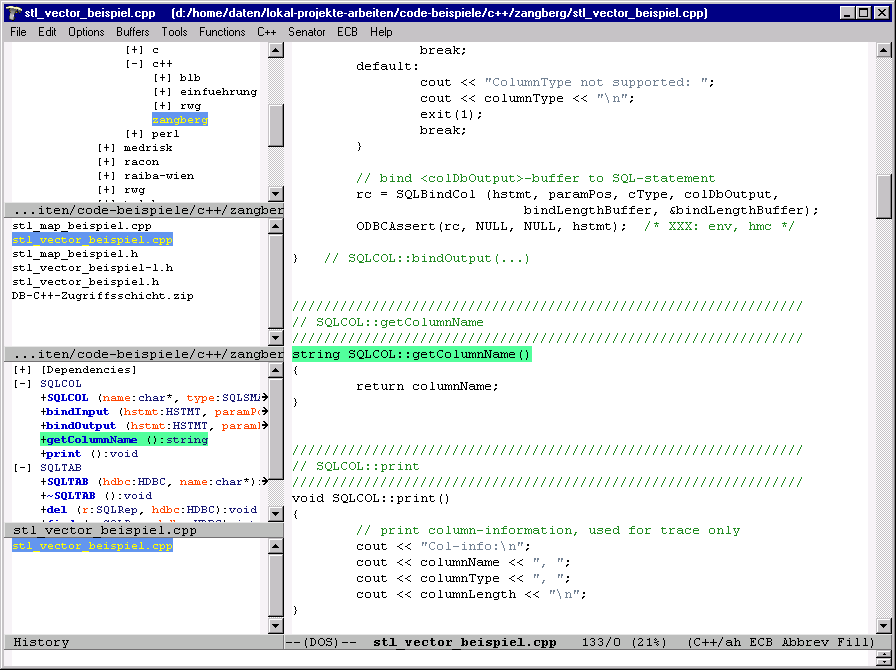 stl_vector_beispiel.cpp (d:/home/daten/lokal-projekte-arbeiten/code-beispiele/c++/zangberg/stl_vector_beispiel.cpp)
File Edit Options Buffers Tools Functions C++ Senator ECB Help
[+] c
[-] c++
[+] blb
[+] einfuehrung
[+] rwg
zangberg
[+] perl
[+] medrisk
[+] racon
[+] raiba-wien
[+] rwg
...iten/code-beispiele/c++/zangber
stl_map_beispiel.cpp
stl_vector_beispiel.cpp
stl_map_beispiel.h
stl_vector_beispiel-l.h
stl_vector_beispiel.h
DB-C++-Zugriffsschicht.zip
...iten/code-beispiele/c++/zangber
[+] [Dependencies]
[-] SQLCOL
+SQLCOL (name:char*, type:SQLSM
+bindInput (hstmt:HSTMT, paramPo
+bindOutput (hstmt:HSTMT, param
+getColumnName ():string
+print ():void
[-] SQLTAB
+SQLTAB (hdbc:HDBC, name:char*):
+~SQLTAB ():void
+del (r:SQLRep, hdbc:HDBC):void
stl_vector_beispiel.cpp
stl_vector_beispiel.cpp
History
break;
default:
cout << "ColumnType not supported: ";
cout << columnType << "\n";
exit(1);
break;
}
// bind <colDbOutput>-buffer to SQL-statement
rc = SQLBindCol (hstmt, paramPos, cType, colDbOutput,
bindLengthBuffer, &bindLengthBuffer);
ODBCAssert(rc, NULL, NULL, hstmt); /* XXX: env, hmc */
} // SQLCOL::bindOutput(...)
////////////////////////////////////////////////////////////////
// SQLCOL::getColumnName
////////////////////////////////////////////////////////////////
string SQLCOL::getColumnName()
{
return columnName;
}
////////////////////////////////////////////////////////////////
// SQLCOL::print
////////////////////////////////////////////////////////////////
void SQLCOL::print()
{
// print column-information, used for trace only
cout << "Col-info:\n";
cout << columnName << ", ";
cout << columnType << ", ";
cout << columnLength << "\n";
}
--(DOS)-- stl_vector_beispiel.cpp 133/0 (21%) (C++/ah ECB Abbrev Fill)